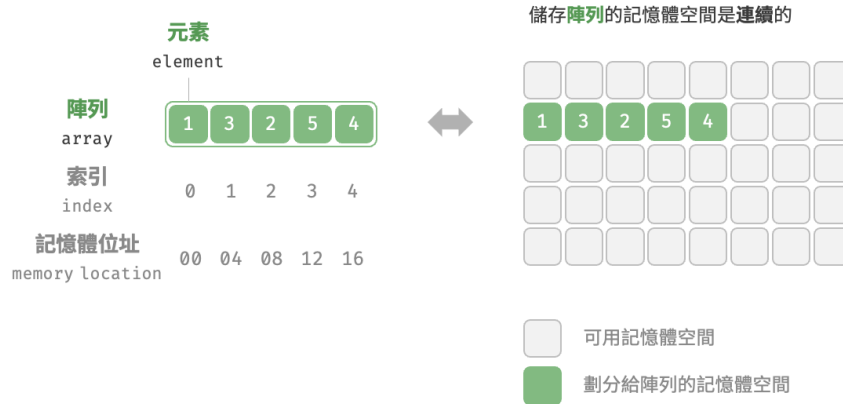 元素
element
陣列
array
1 3 2 5 4
索引
index
0 1 2 3 4
記憶體位址
memory location
00 04 08 12 16
儲存陣列的記憶體空間是連續的
1 3 2 5 4
可用記憶體空間
劃分給陣列的記憶體空間